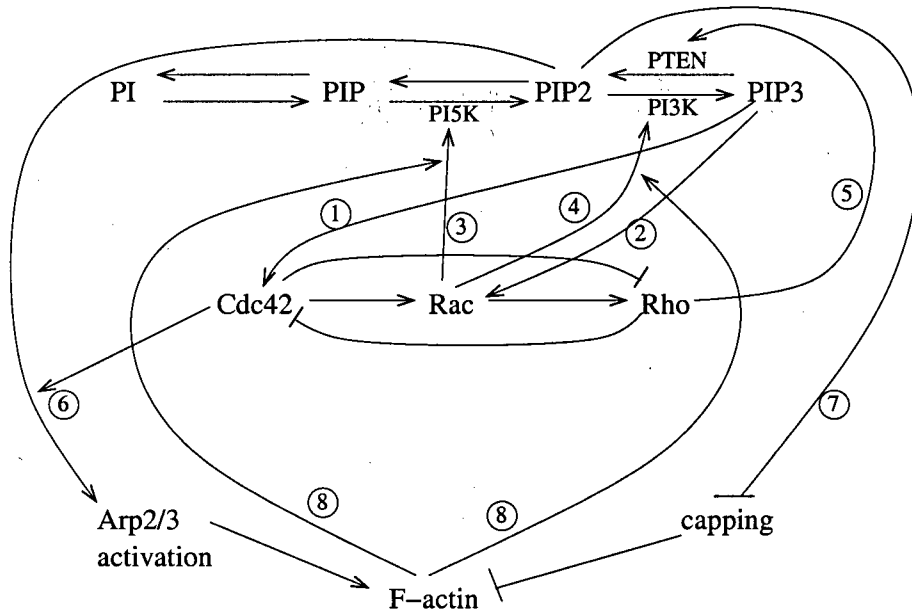 PTEN
PI
PIP
PIP2
PIP3
PI5K
PI3K
1
3
4
2
5
Cdc42
Rac
Rho
6
7
8
8
Arp2/3
activation
capping
F-actin